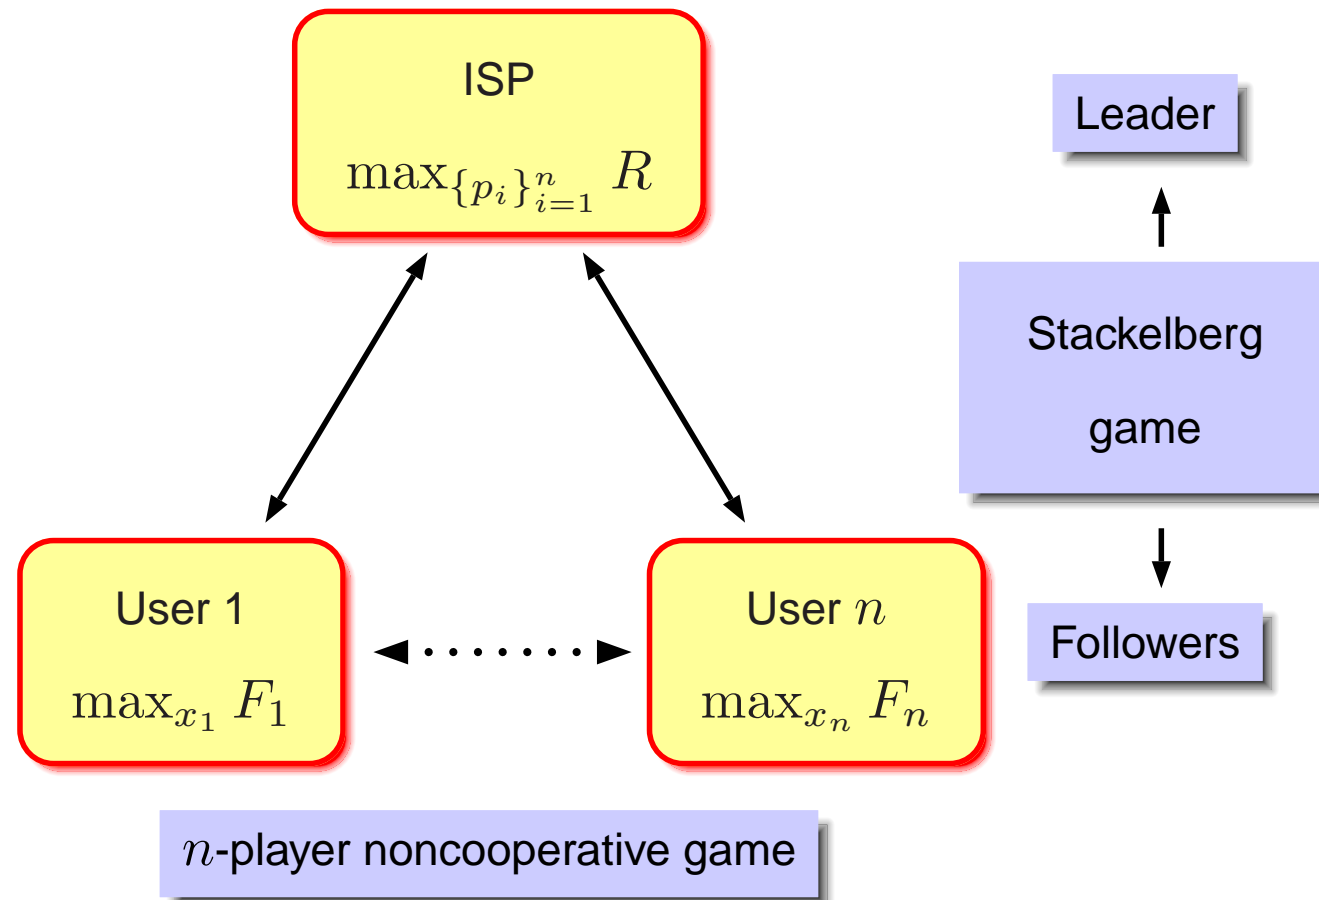 ISP
max_{\{p_i\}_{i=1}^n} R
Leader
Stackelberg
game
User 1
max_{x_1} F_1
User n
max_{x_n} F_n
Followers
n-player noncooperative game